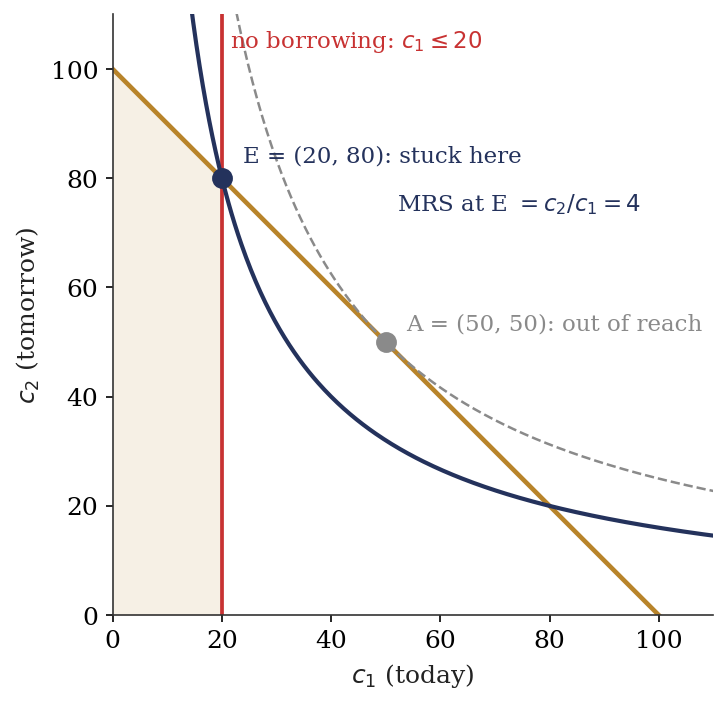 no borrowing: c₁ ≤ 20
100
E = (20, 80): stuck here
80
MRS at E = c₂/c₁ = 4
60
A = (50, 50): out of reach
40
20
0
0 20 40 60 80 100
c₁ (today)
c₂ (tomorrow)